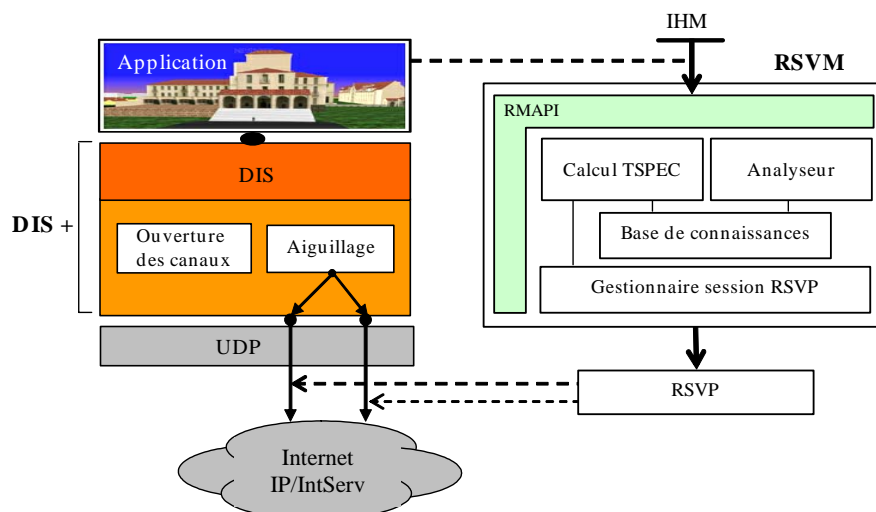 IHM
Application
RSVM
RMAPI
DIS
Calcul TSPEC
Analyseur
DIS +
Ouverture
des canaux
Aiguillage
Base de connaissances
Gestionnaire session RSVP
UDP
RSVP
Internet
IP/IntServ